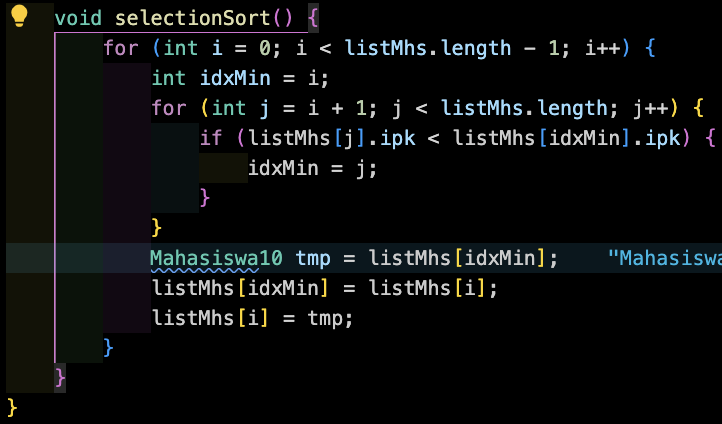 void selectionSort() {
for (int i = 0; i < listMhs.length - 1; i++) {
int idxMin = i;
for (int j = i + 1; j < listMhs.length; j++) {
if (listMhs[j].ipk < listMhs[idxMin].ipk) {
idxMin = j;
}
}
Mahasiswa10 tmp = listMhs[idxMin]; "Mahasiswa
listMhs[idxMin] = listMhs[i];
listMhs[i] = tmp;
}
}
}